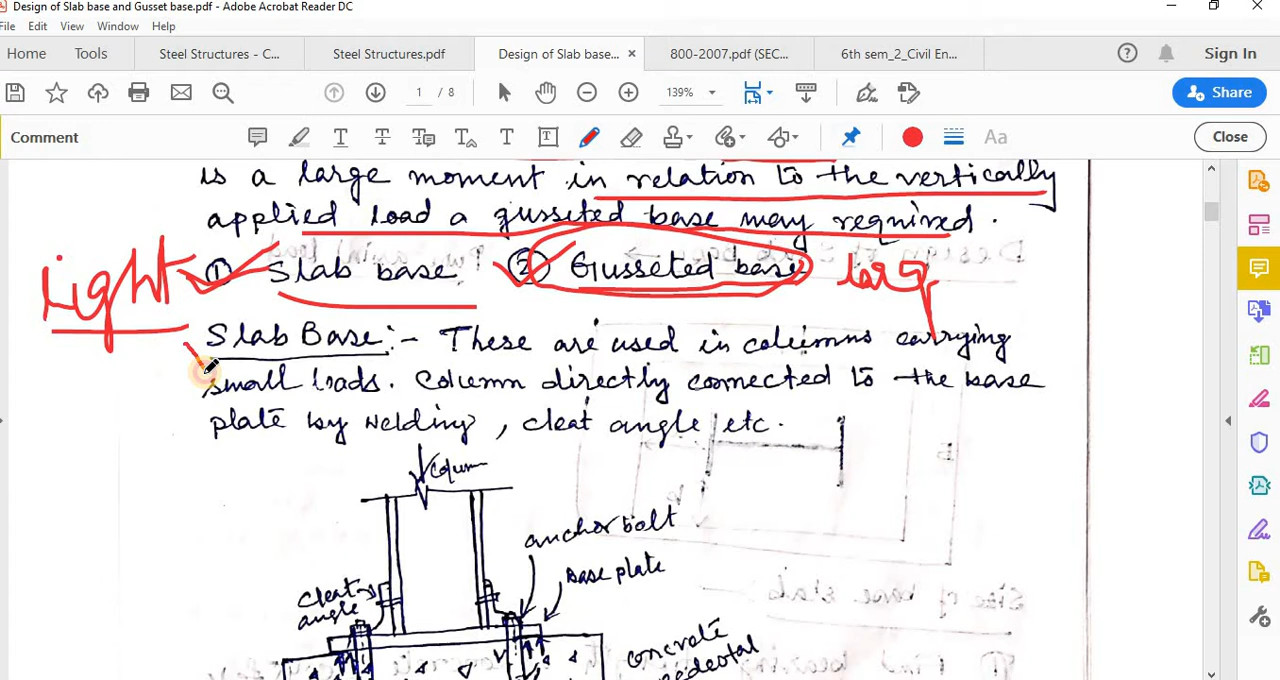 Design of Slab base and Gusset base.pdf - Adobe Acrobat Reader DC
File Edit View Window Help
Home Tools Steel Structures - C... Steel Structures.pdf Design of Slab base... × 800-2007.pdf (SEC... 6th sem_2_Civil En... Sign In
1 / 8 139% Share
Comment Aa Close
is a large moment in relation to the vertically
applied load a gusseted base may required.
Light ① Slab base ② Gusseted base larg
Slab Base:- These are used in columns carrying
small loads. Column directly connected to the base
plate by welding, cleat angle etc.
Column
anchor bolt
base plate
cleat
angle
concrete
pedestal